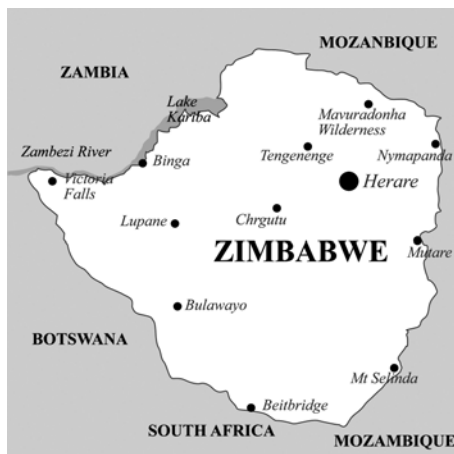 MOZANBIQUE
ZAMBIA
Lake
Kariba
Mavuradonha
Wilderness
Zambezi River
Binga
Tengenenge
Nymapanda
Victoria
Falls
Herare
Lupane
Chrgutu
ZIMBABWE
Mutare
Bulawayo
BOTSWANA
Mt Selinda
Beitbridge
SOUTH AFRICA
MOZAMBIQUE